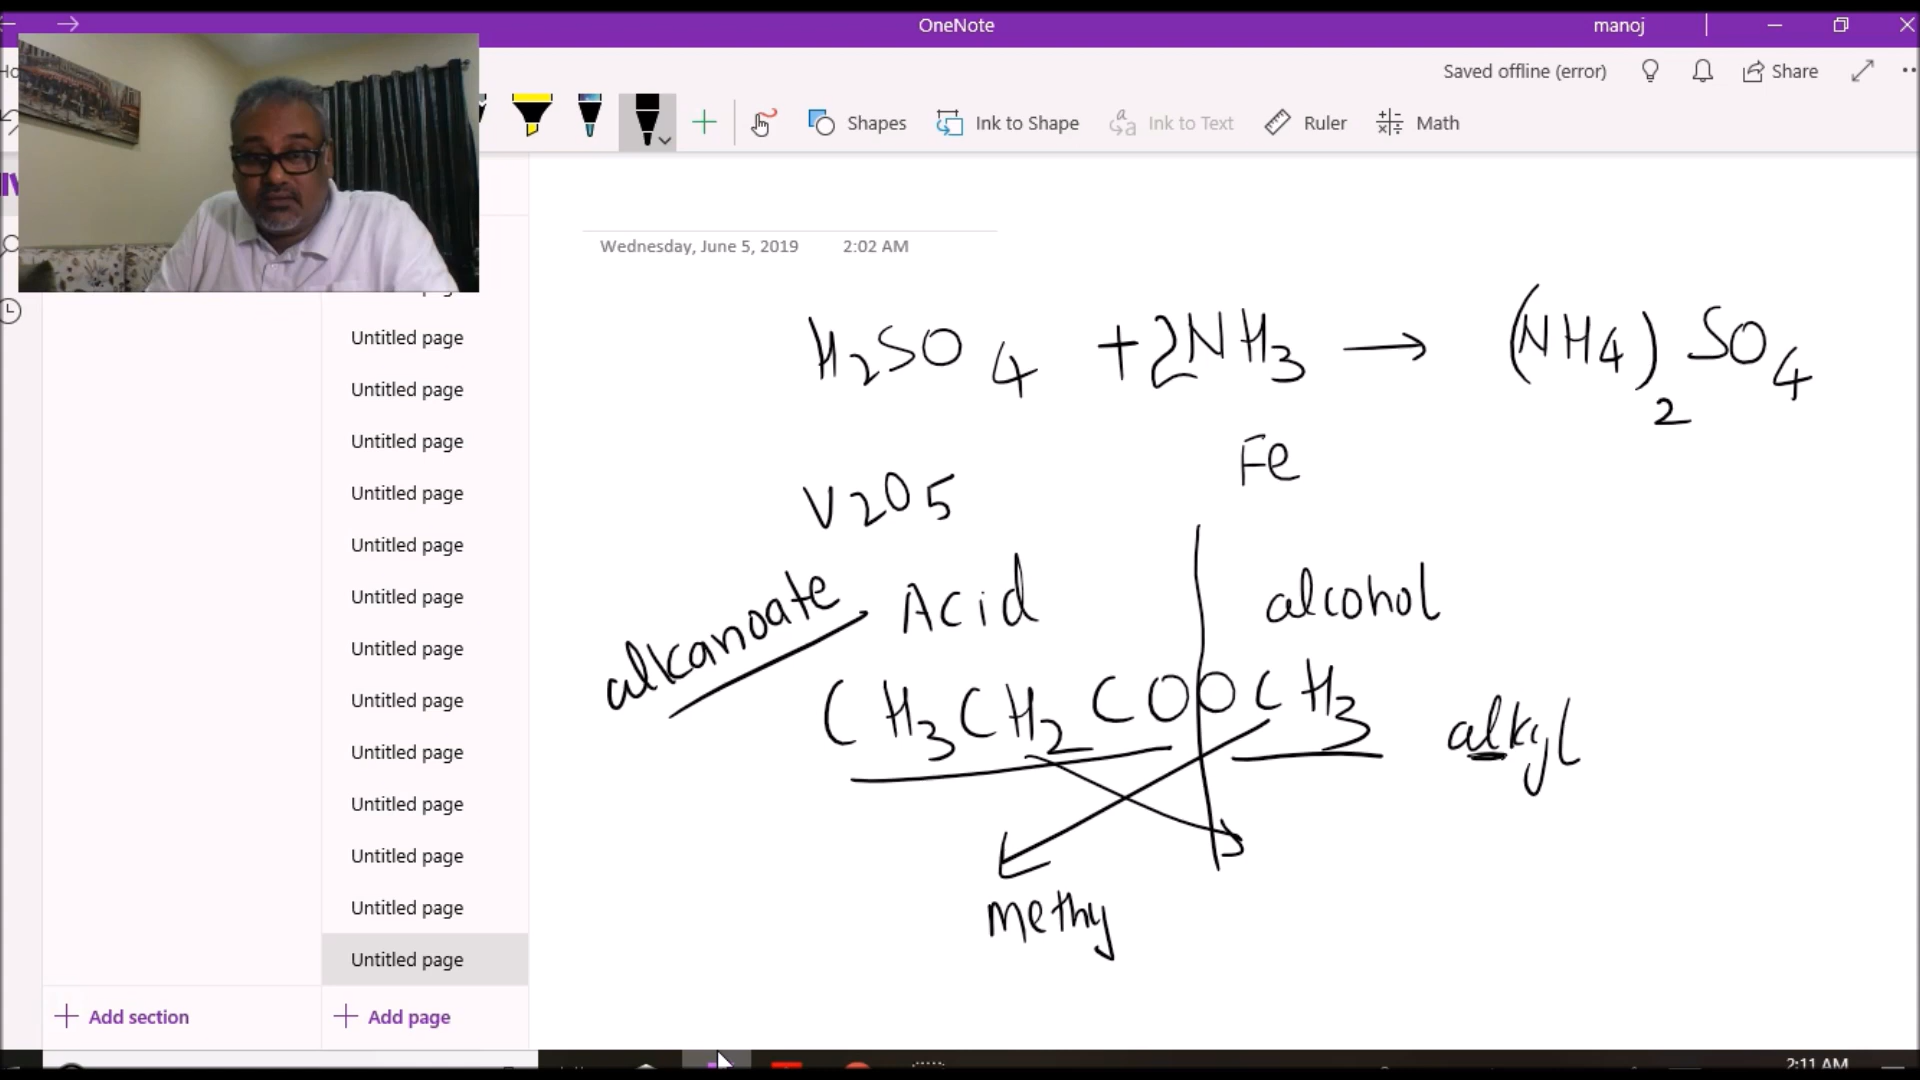 OneNote
manoj
Saved offline (error)
Share
Shapes
Ink to Shape
Ink to Text
Ruler
Math
Wednesday, June 5, 2019 2:02 AM
H2SO4 + 2NH3 → (NH4)2 SO4
Fe
V2O5
alkanoate
Acid
alcohol
CH3CH2COOCH3
alkyl
methy
Untitled page
Untitled page
Untitled page
Untitled page
Untitled page
Untitled page
Untitled page
Untitled page
Untitled page
Untitled page
Untitled page
Untitled page
Untitled page
Add section
Add page
2:11 AM